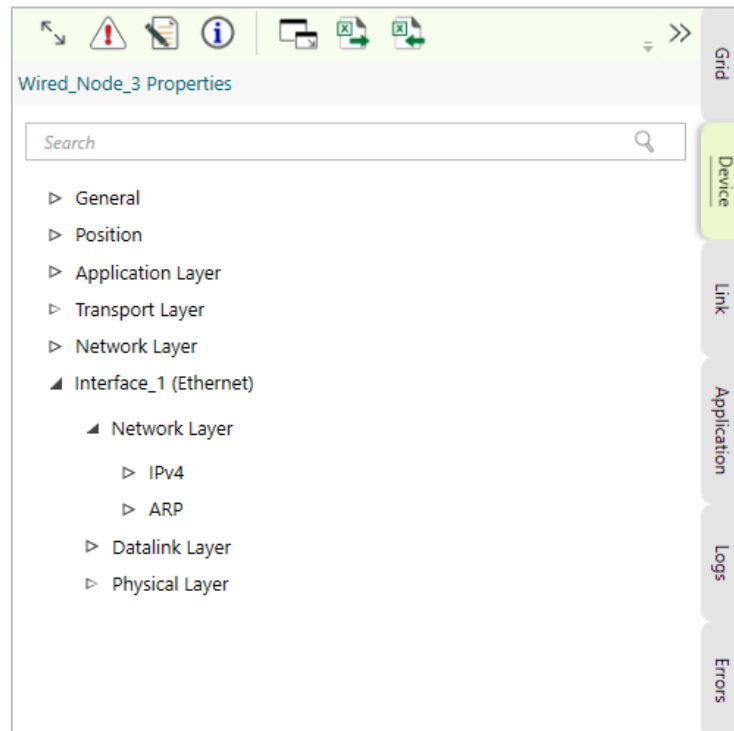 Wired_Node_3 Properties
Search
General
Position
Application Layer
Transport Layer
Network Layer
Interface_1 (Ethernet)
Network Layer
IPv4
ARP
Datalink Layer
Physical Layer
Grid
Device
Link
Application
Logs
Errors